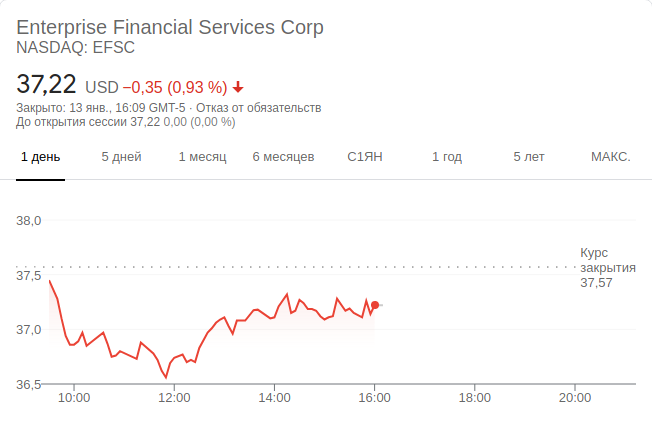 Enterprise Financial Services Corp
NASDAQ: EFSC
37,22 USD −0,35 (0,93 %)
Закрыто: 13 янв., 16:09 GMT-5 · Отказ от обязательств
До открытия сессии 37,22 0,00 (0,00 %)
1 день 5 дней 1 месяц 6 месяцев С1ЯН 1 год 5 лет МАКС.
38,0
Курс
закрытия
37,57
37,5
37,0
36,5
10:00 12:00 14:00 16:00 18:00 20:00